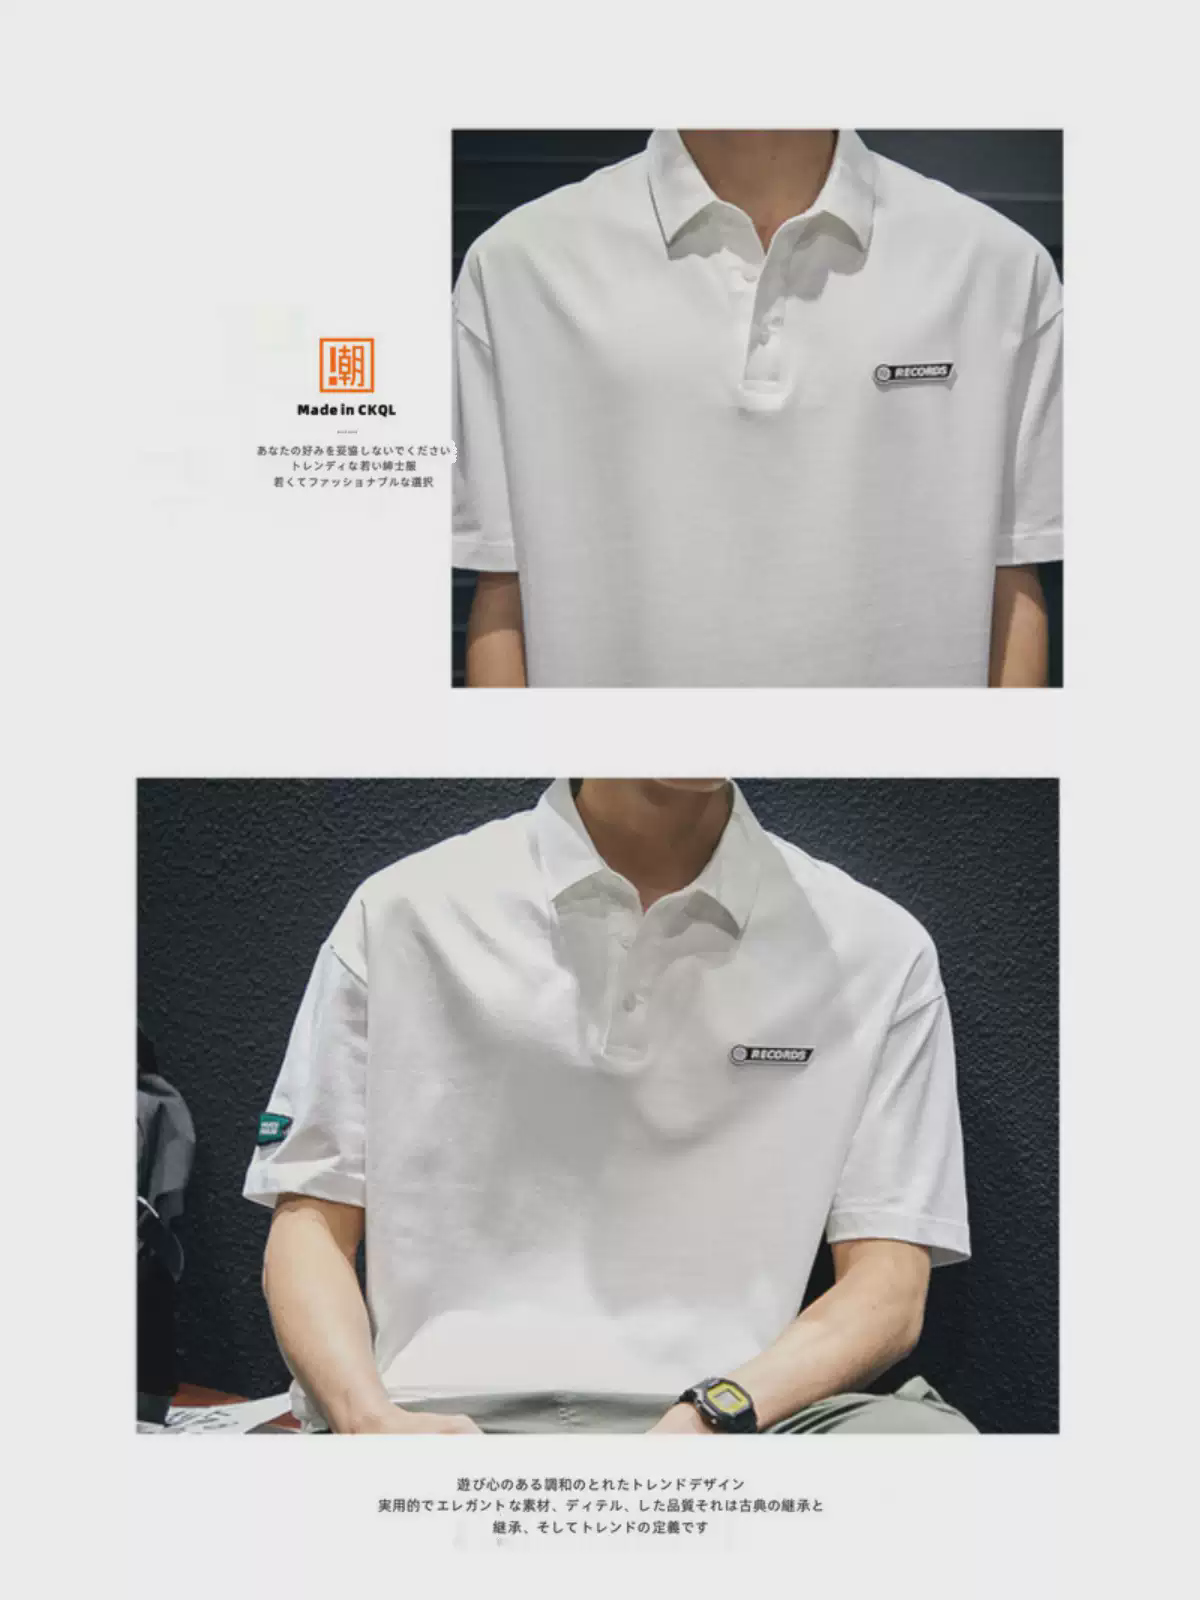 !潮
Made in CKQL
あなたの好みを妥協しないでください
トレンディな若い紳士服
若くてファッショナブルな選択
RECORDS
RECORDS
遊び心のある調和のとれたトレンドデザイン
実用的でエレガントな素材、ディテル、した品質それは古典の継承と
継承、そしてトレンドの定義です